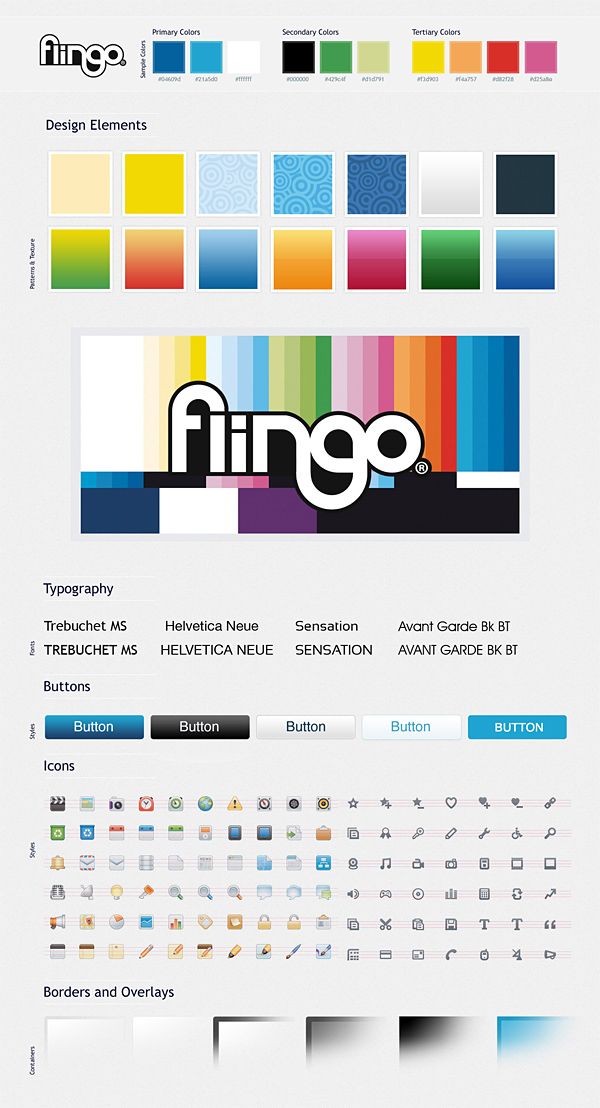 flingo®
Sample Colors
Primary Colors
#04609d
#21a5d0
#ffffff
Secondary Colors
#000000
#429c4f
#d1d791
Tertiary Colors
#f3d903
#f4a757
#d82f28
#d25a8a
Design Elements
Patterns & Texture
flingo®
Typography
Fonts
Trebuchet MS Helvetica Neue Sensation Avant Garde Bk BT
TREBUCHET MS HELVETICA NEUE SENSATION AVANT GARDE BK BT
Buttons
Styles
Button Button Button Button BUTTON
Icons
Styles
Borders and Overlays
Containers